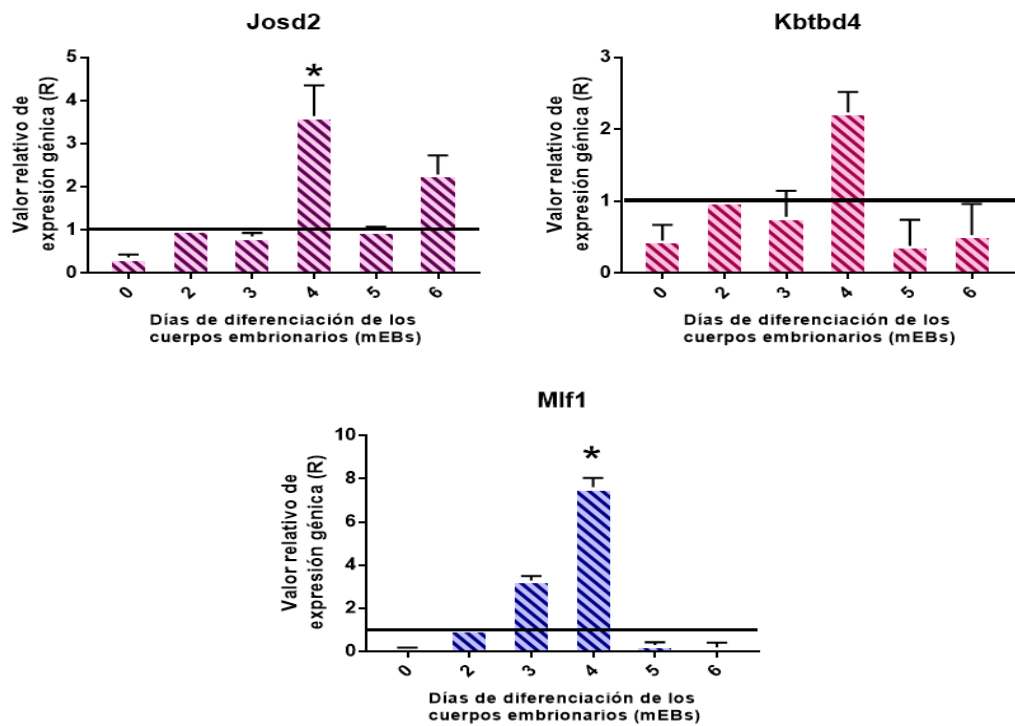 Josd2
Valor relativo de
expresión génica (R)
5
4
3
2
1
0
*
0 2 3 4 5 6
Días de diferenciación de los
cuerpos embrionarios (mEBs)
Kbtbd4
Valor relativo de
expresión génica (R)
3
2
1
0
0 2 3 4 5 6
Días de diferenciación de los
cuerpos embrionarios (mEBs)
Mlf1
Valor relativo de
expresión génica (R)
10
8
6
4
2
0
*
0 2 3 4 5 6
Días de diferenciación de los
cuerpos embrionarios (mEBs)